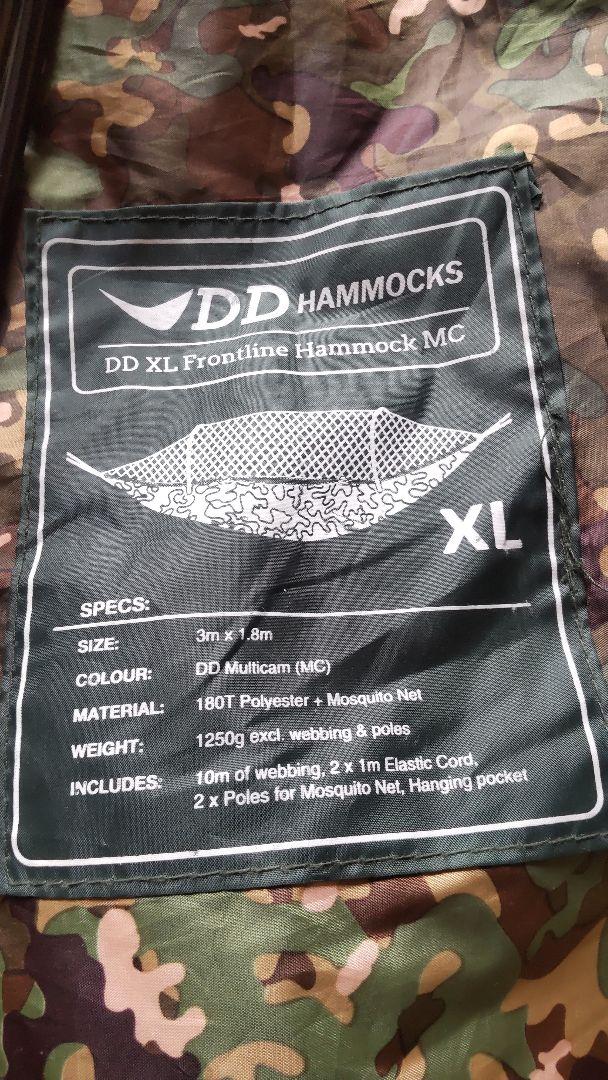 DD HAMMOCKS
DD XL Frontline Hammock MC
XL
SPECS:
SIZE: 3m x 1.8m
COLOUR: DD Multicam (MC)
MATERIAL: 180T Polyester + Mosquito Net
WEIGHT: 1250g excl. webbing & poles
INCLUDES: 10m of webbing, 2 x 1m Elastic Cord,
2 x Poles for Mosquito Net, Hanging pocket